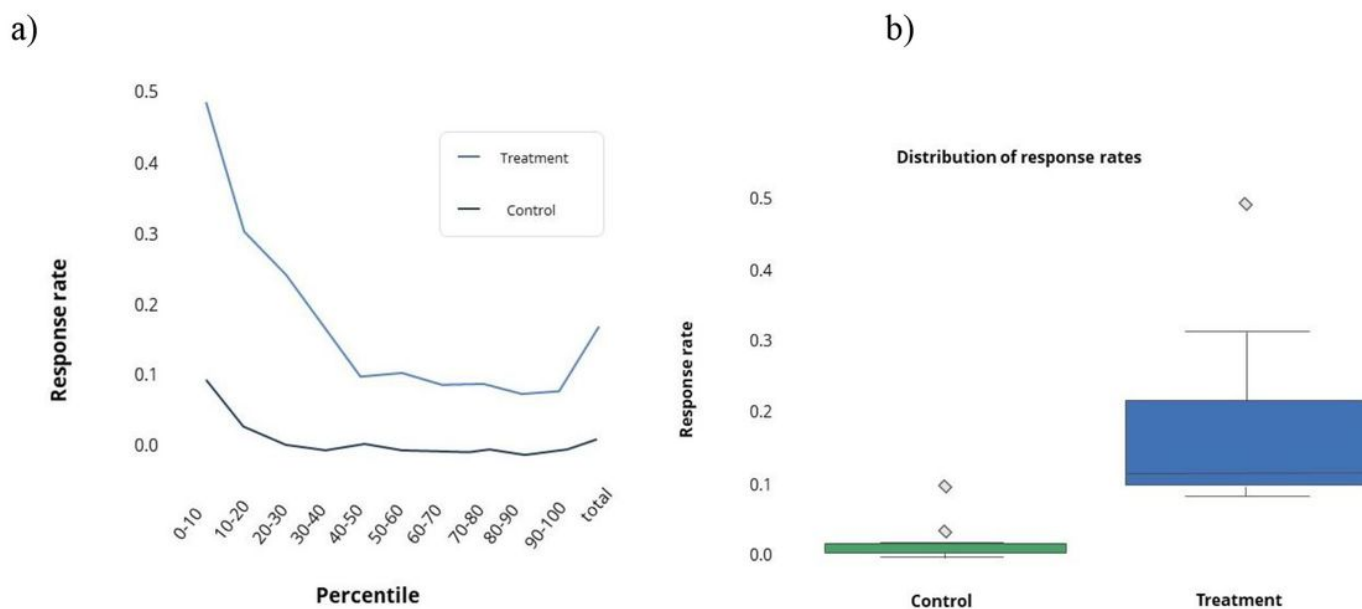 a)
0.5
0.4
0.3
0.2
0.1
0.0
Response rate
Treatment
Control
0-10
10-20
20-30
30-40
40-50
50-60
60-70
70-80
80-90
90-100
total
Percentile
b)
Distribution of response rates
0.5
0.4
0.3
0.2
0.1
0.0
Response rate
Control
Treatment